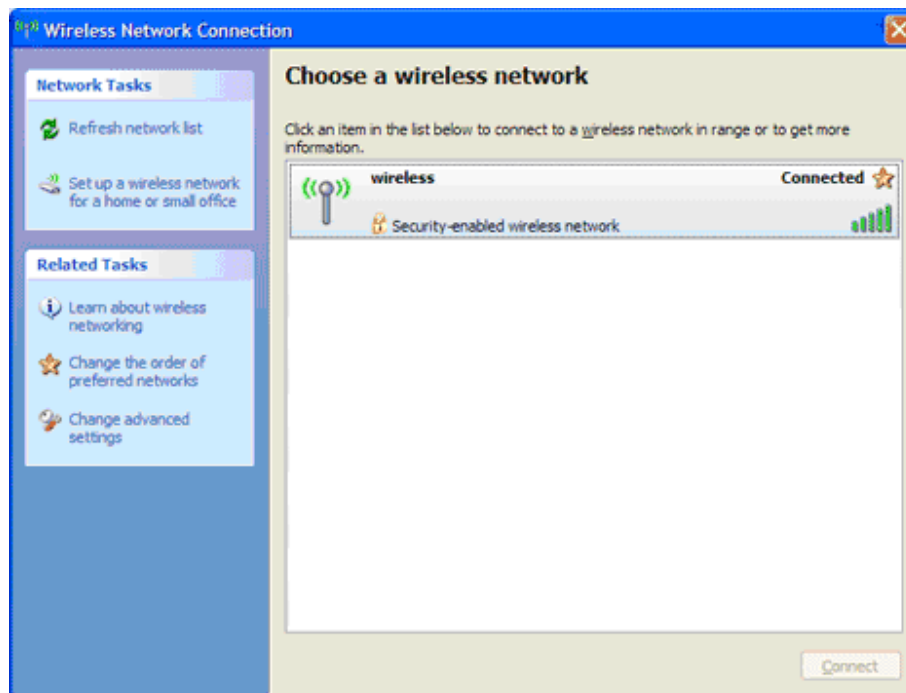 Wireless Network Connection
Network Tasks
Refresh network list
Set up a wireless network
for a home or small office
Related Tasks
Learn about wireless
networking
Change the order of
preferred networks
Change advanced
settings
Choose a wireless network
Click an item in the list below to connect to a wireless network in range or to get more
information.
wireless Connected
Security-enabled wireless network
Connect